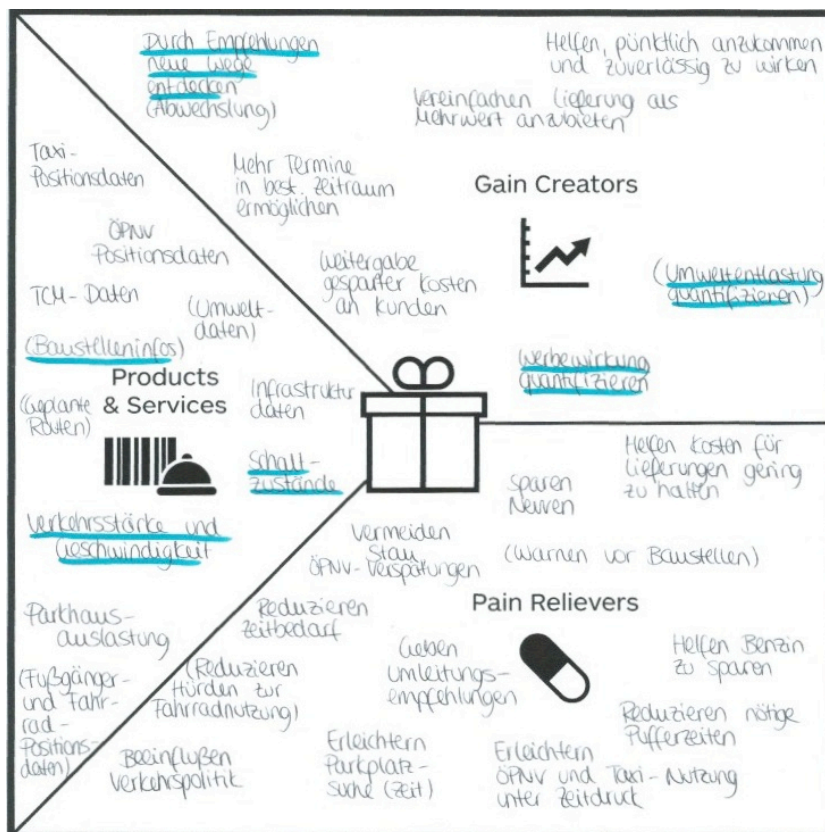 Durch Empfehlungen
neue Wege
entdecken
(Abwechslung)
Helfen, pünktlich anzukommen
und zuverlässig zu wirken
Vereinfachen Lieferung als
Mehrwert anzubieten
Mehr Termine
in best. Zeitraum
ermöglichen
Gain Creators
Weitergabe
gesparter Kosten
an Kunden
(Umweltentlastung
quantifizieren)
Werbewirkung
quantifizieren
Taxi-
Positionsdaten
ÖPNV
Positionsdaten
TCM-Daten
(Umwelt-
daten)
(Baustelleninfos)
Products
& Services
Infrastruktur
daten
(Geplante
Routen)
Schalt-
zustände
Verkehrsstärke und
Geschwindigkeit
Parkhaus-
auslastung
(Fußgänger-
und Fahr-
rad-
Positions-
daten)
Helfen Kosten für
Lieferungen gering
zu halten
Sparen
Nerven
Vermeiden
Stau,
ÖPNV-Verspätungen
(Warnen vor Baustellen)
Pain Relievers
Reduzieren
Zeitbedarf
Geben
Umleitungs-
empfehlungen
Helfen Benzin
zu sparen
(Reduzieren
Hürden zur
Fahrradnutzung)
Reduzieren nötige
Pufferzeiten
Beeinflußen
Verkehrspolitik
Erleichtern
Parkplatz-
suche (Zeit)
Erleichtern
ÖPNV und Taxi-Nutzung
unter Zeitdruck